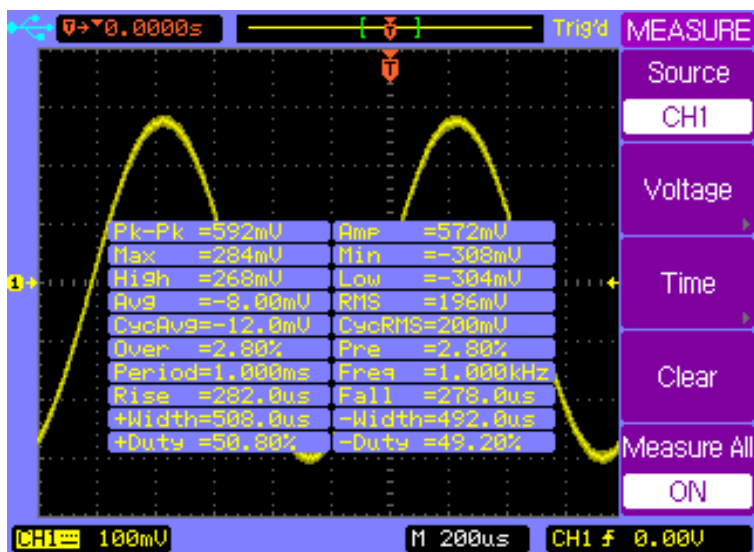 T→0.0000s
T
Trig'd
MEASURE
T
Source
CH1
Voltage
Time
Clear
Measure All
ON
1
Pk-Pk =592mV Amp =572mV
Max =284mV Min =-308mV
High =268mV Low =-304mV
Avg =-8.00mV RMS =196mV
CycAvg=-12.0mV CycRMS=200mV
Over =2.80% Pre =2.80%
Period=1.000ms Freq =1.000kHz
Rise =282.0us Fall =278.0us
+Width=508.0us -Width=492.0us
+Duty =50.80% -Duty =49.20%
CH1 100mV M 200us CH1 0.00V